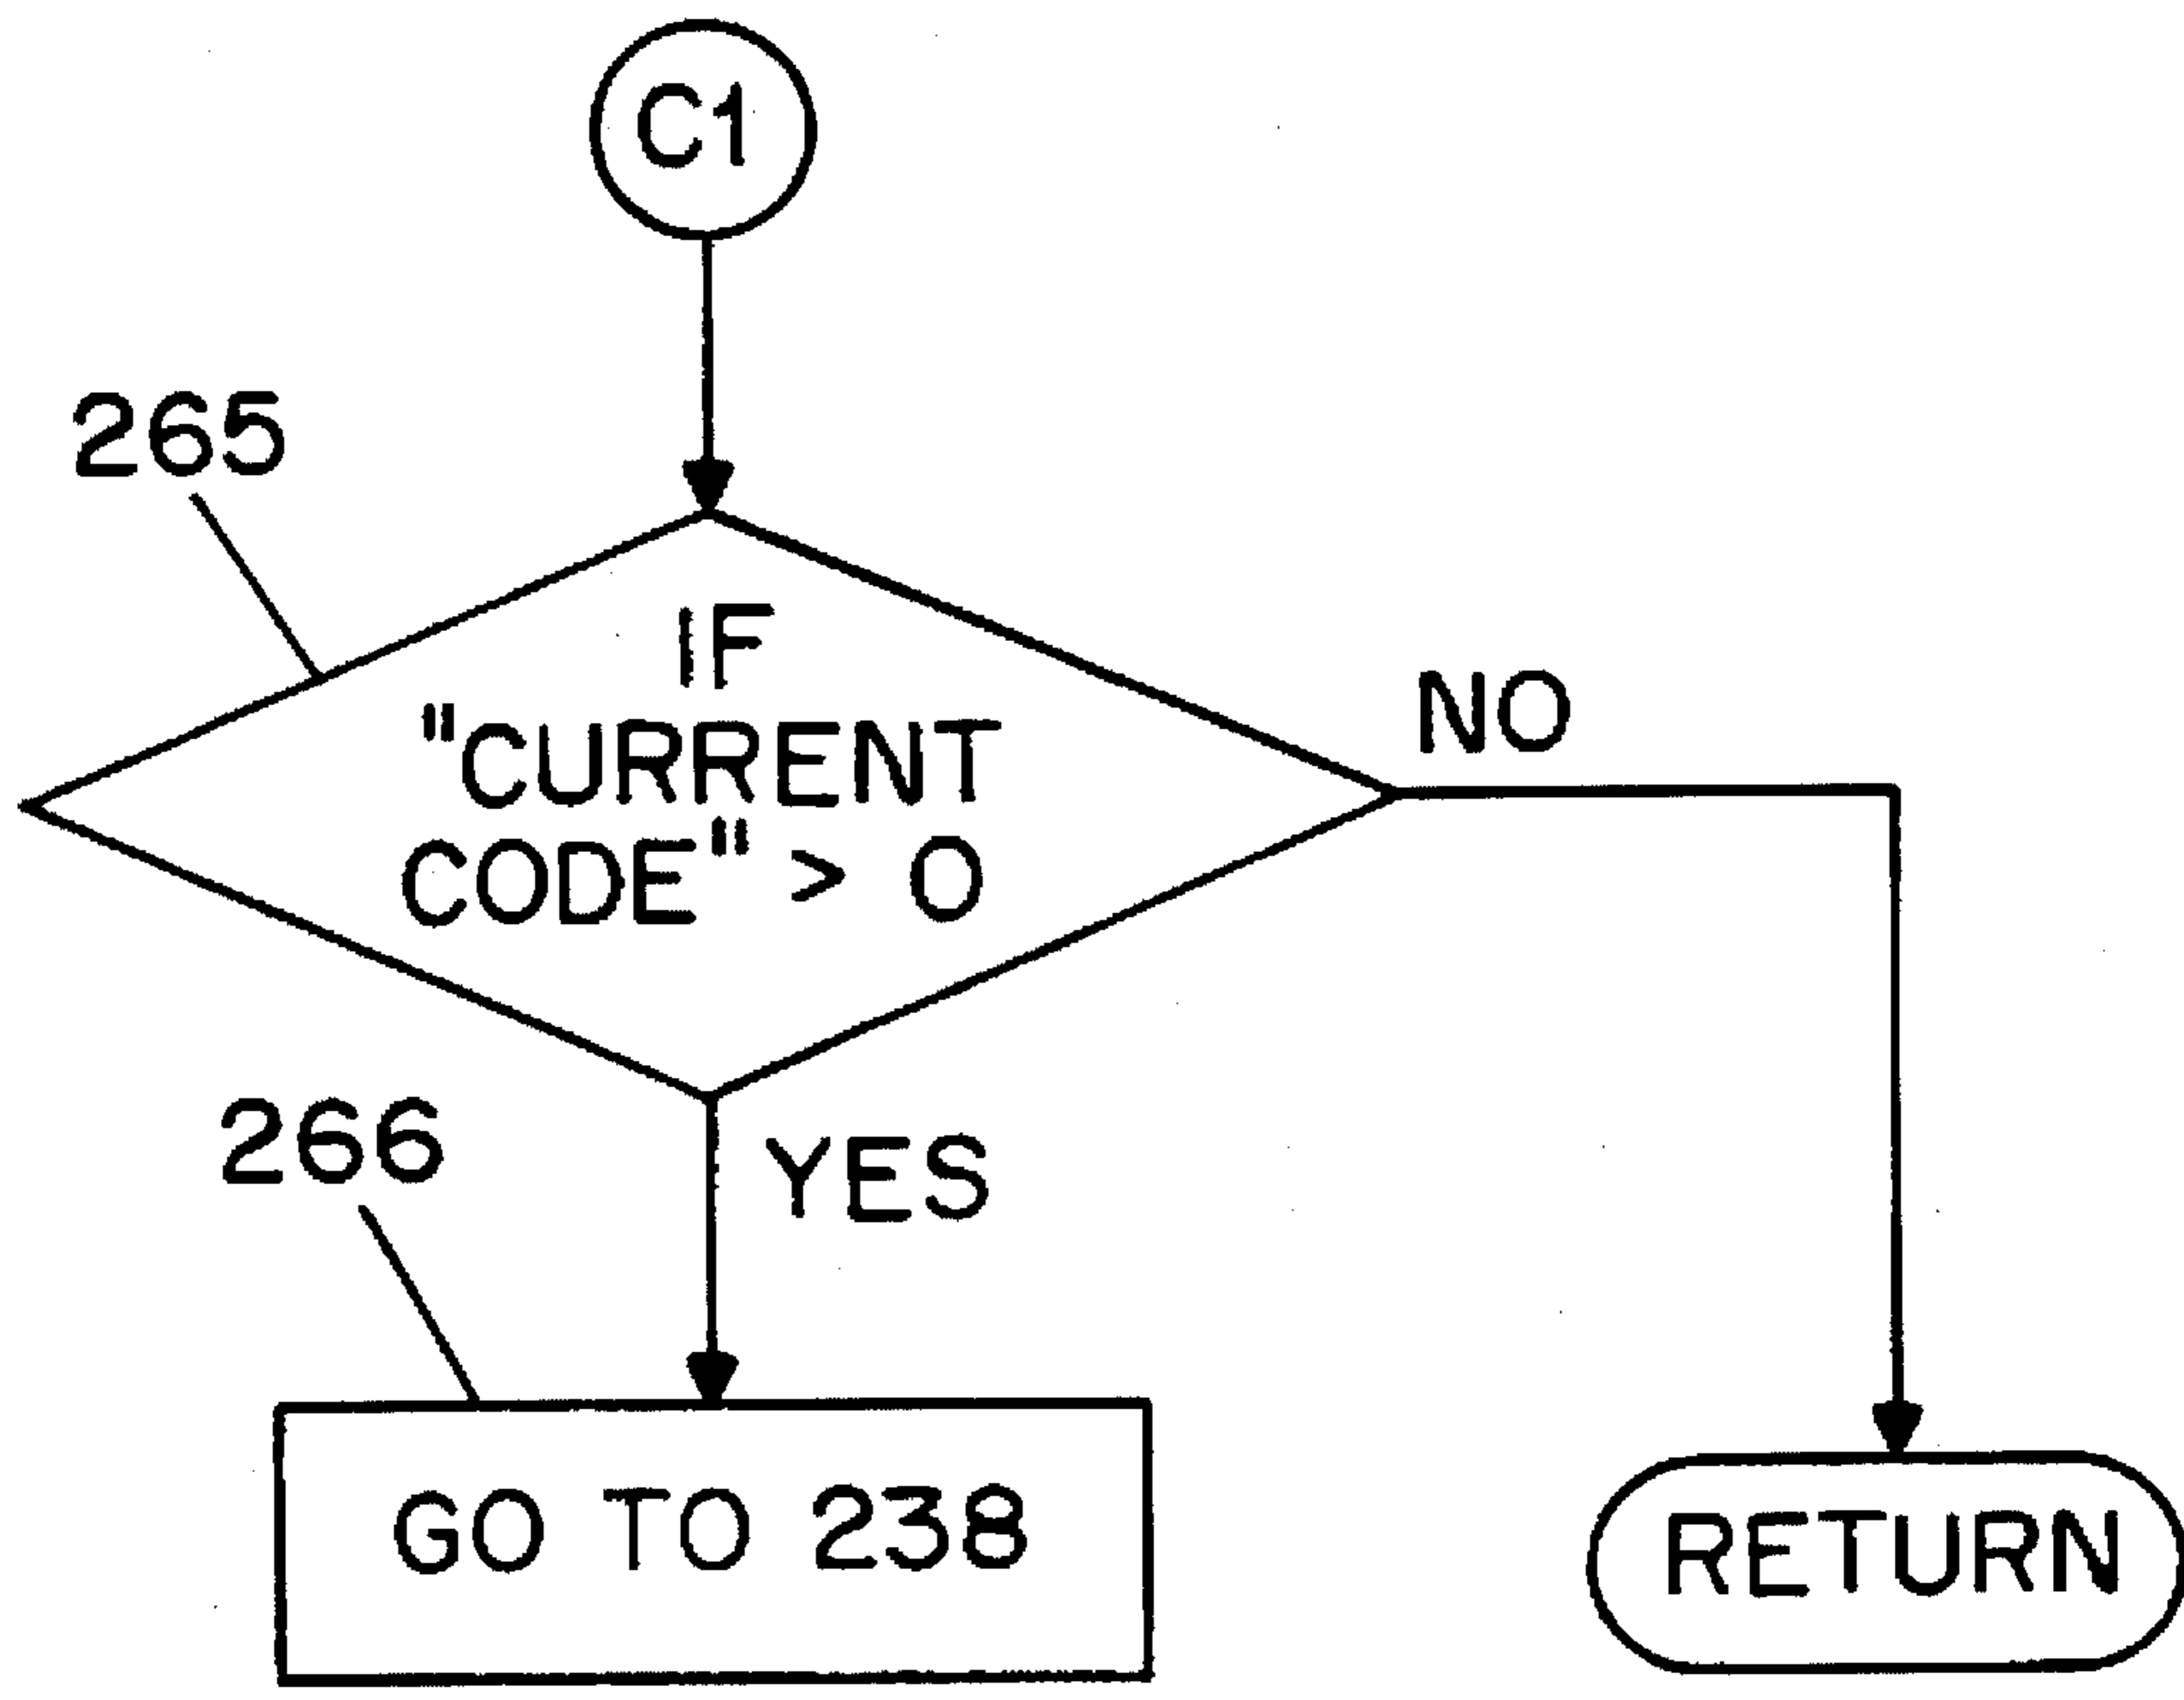 C1
265
IF
"CURRENT
CODE" > 0
NO
266
YES
GO TO 238
RETURN